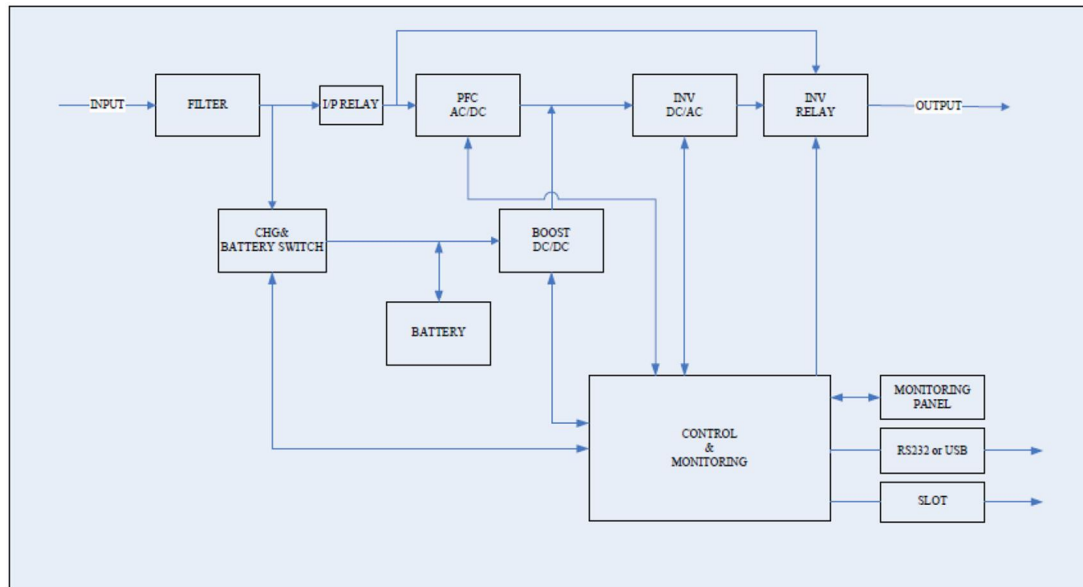 INPUT
FILTER
I/P RELAY
PFC
AC/DC
INV
DC/AC
INV
RELAY
OUTPUT
CHG&
BATTERY SWITCH
BOOST
DC/DC
BATTERY
CONTROL
&
MONITORING
MONITORING
PANEL
RS232 or USB
SLOT